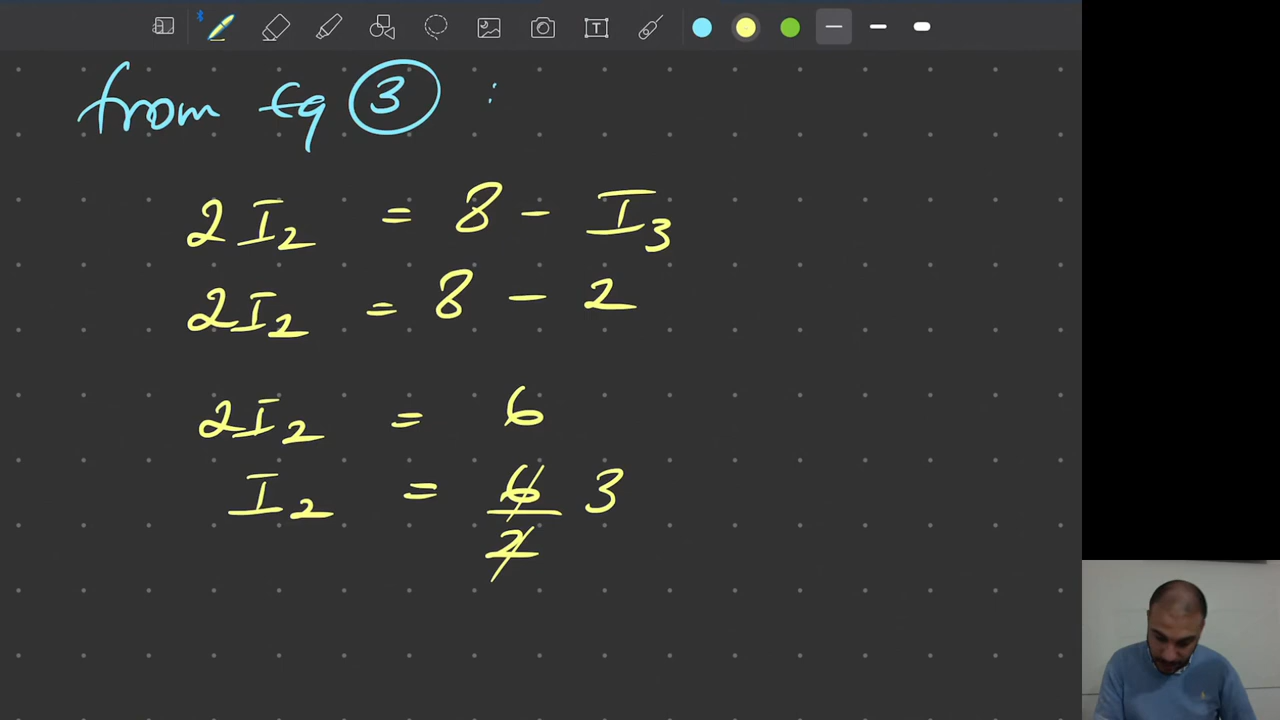 from Eq ③ :
2I₂ = 8 - I₃
2I₂ = 8 - 2
2I₂ = 6
I₂ = 6/2 3